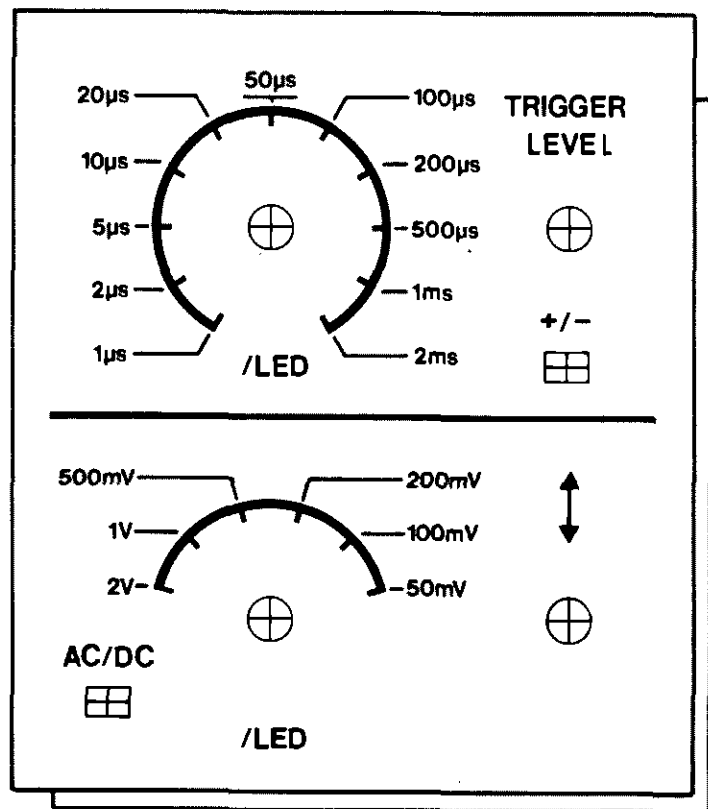 50µs
20µs
100µs
TRIGGER
LEVEL
10µs
200µs
5µs
500µs
2µs
1ms
+/−
1µs
2ms
/LED
500mV
200mV
1V
100mV
2V
50mV
AC/DC
/LED